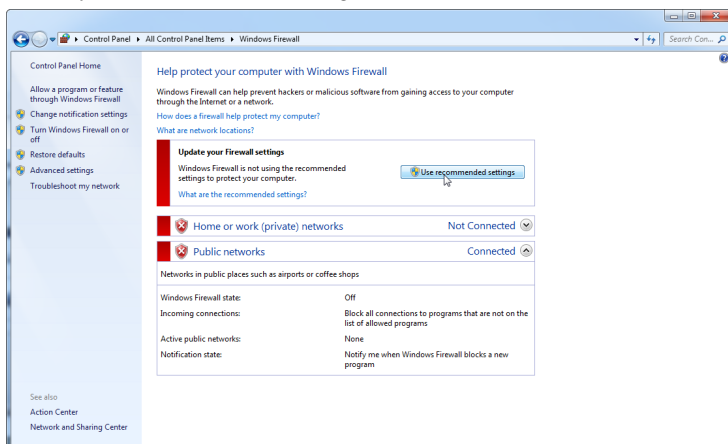 Control Panel ▸ All Control Panel Items ▸ Windows Firewall
Search Con...
Control Panel Home
Allow a program or feature
through Windows Firewall
Change notification settings
Turn Windows Firewall on or
off
Restore defaults
Advanced settings
Troubleshoot my network
See also
Action Center
Network and Sharing Center
Help protect your computer with Windows Firewall
Windows Firewall can help prevent hackers or malicious software from gaining access to your computer
through the Internet or a network.
How does a firewall help protect my computer?
What are network locations?
Update your Firewall settings
Windows Firewall is not using the recommended
settings to protect your computer.
Use recommended settings
What are the recommended settings?
Home or work (private) networks Not Connected
Public networks Connected
Networks in public places such as airports or coffee shops
Windows Firewall state: Off
Incoming connections: Block all connections to programs that are not on the
list of allowed programs
Active public networks: None
Notification state: Notify me when Windows Firewall blocks a new
program